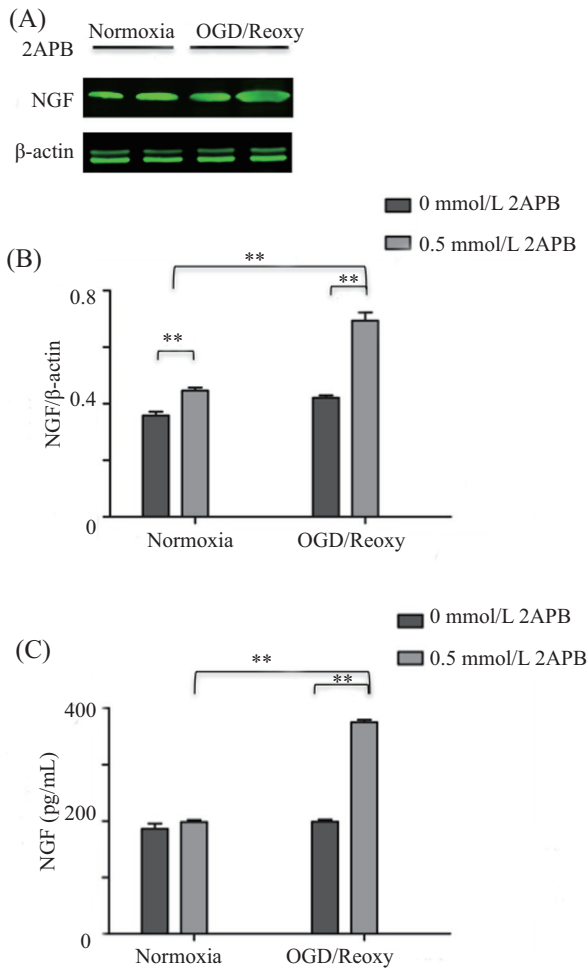 (A)
Normoxia OGD/Reoxy
2APB
NGF
β-actin
0 mmol/L 2APB
0.5 mmol/L 2APB
(B)
**
**
**
0.8
0.4
0
NGF/β-actin
Normoxia OGD/Reoxy
0 mmol/L 2APB
0.5 mmol/L 2APB
(C)
**
**
400
200
0
NGF (pg/mL)
Normoxia OGD/Reoxy